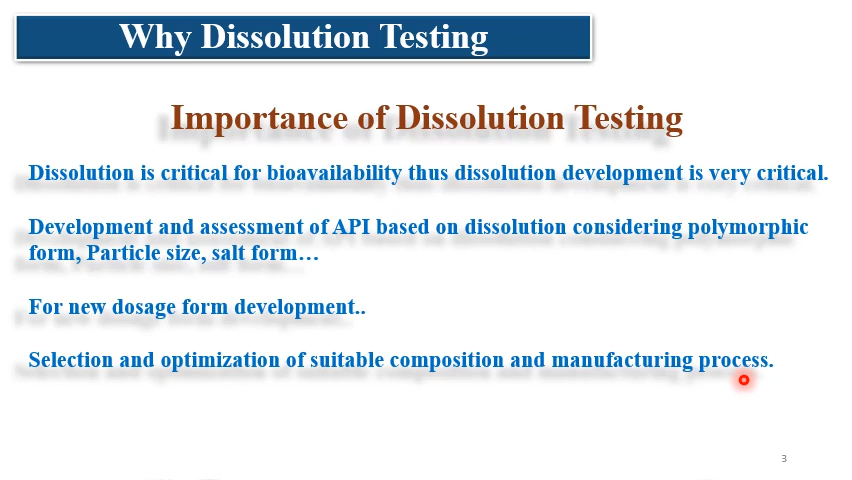 Why Dissolution Testing
Importance of Dissolution Testing
Dissolution is critical for bioavailability thus dissolution development is very critical.
Development and assessment of API based on dissolution considering polymorphic
form, Particle size, salt form…
For new dosage form development..
Selection and optimization of suitable composition and manufacturing process.
3